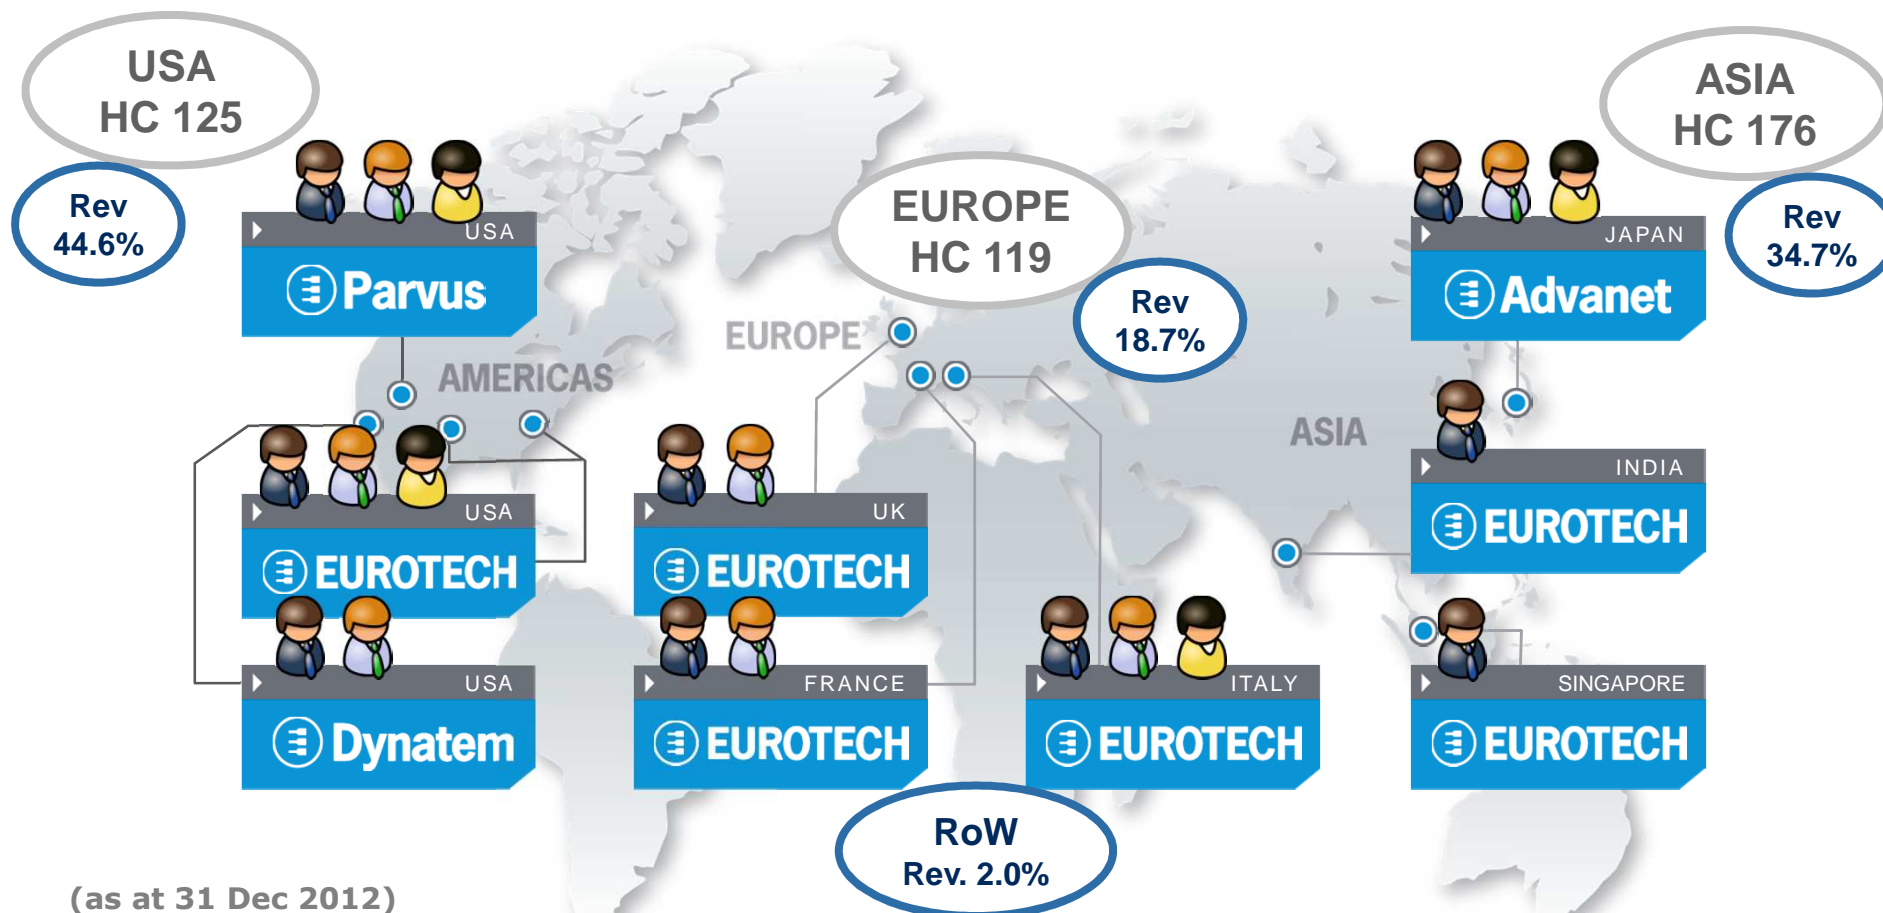 USA
HC 125
Rev
44.6%
USA
Parvus
AMERICAS
USA
EUROTECH
USA
Dynatem
EUROPE
HC 119
Rev
18.7%
EUROPE
UK
EUROTECH
FRANCE
EUROTECH
ITALY
EUROTECH
RoW
Rev. 2.0%
ASIA
HC 176
Rev
34.7%
JAPAN
Advanet
ASIA
INDIA
EUROTECH
SINGAPORE
EUROTECH
(as at 31 Dec 2012)